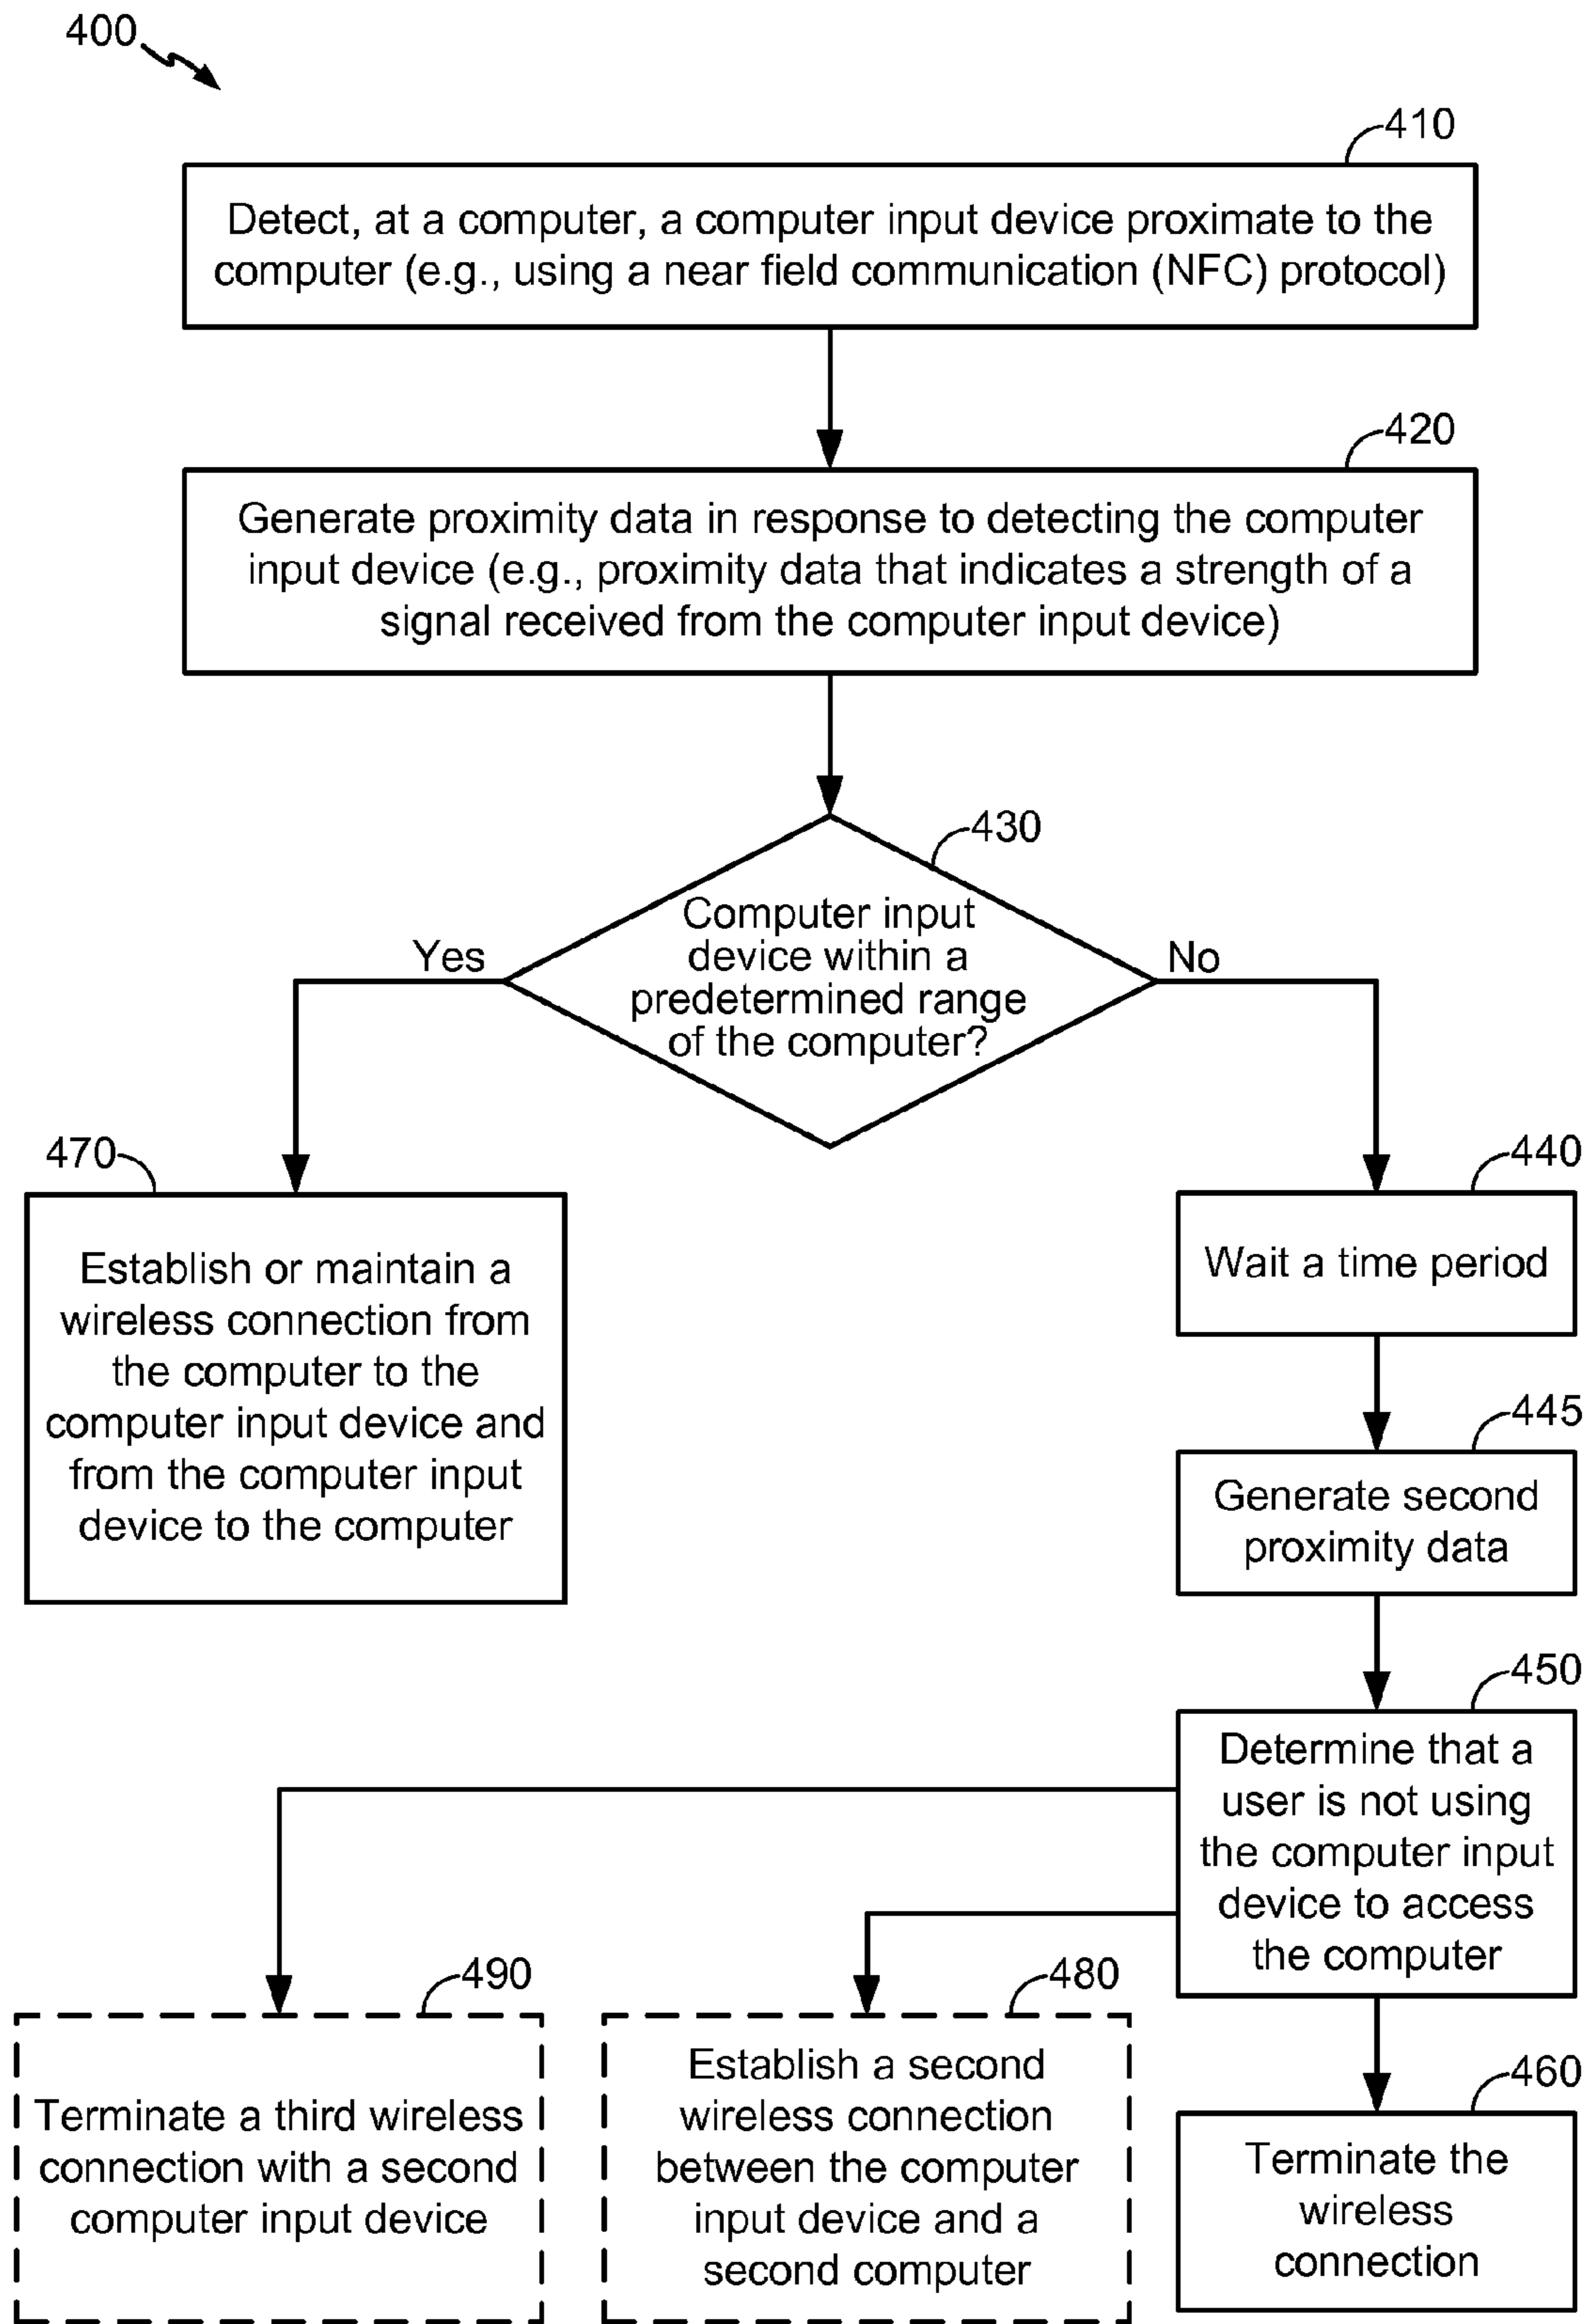 400
410
Detect, at a computer, a computer input device proximate to the
computer (e.g., using a near field communication (NFC) protocol)
420
Generate proximity data in response to detecting the computer
input device (e.g., proximity data that indicates a strength of a
signal received from the computer input device)
430
Computer input
device within a
predetermined range
of the computer?
Yes
No
470
Establish or maintain a
wireless connection from
the computer to the
computer input device and
from the computer input
device to the computer
440
Wait a time period
445
Generate second
proximity data
450
Determine that a
user is not using
the computer input
device to access
the computer
490
Terminate a third wireless
connection with a second
computer input device
480
Establish a second
wireless connection
between the computer
input device and a
second computer
460
Terminate the
wireless
connection